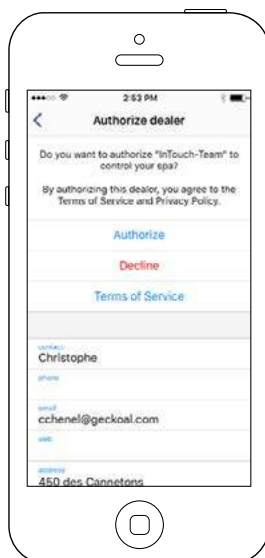 2:53 PM
Authorize dealer
Do you want to authorize "InTouch-Team" to
control your spa?
By authorizing this dealer, you agree to the
Terms of Service and Privacy Policy.
Authorize
Decline
Terms of Service
contact
Christophe
phone
email
cchenel@geckoal.com
web
address
450 des Cannetons